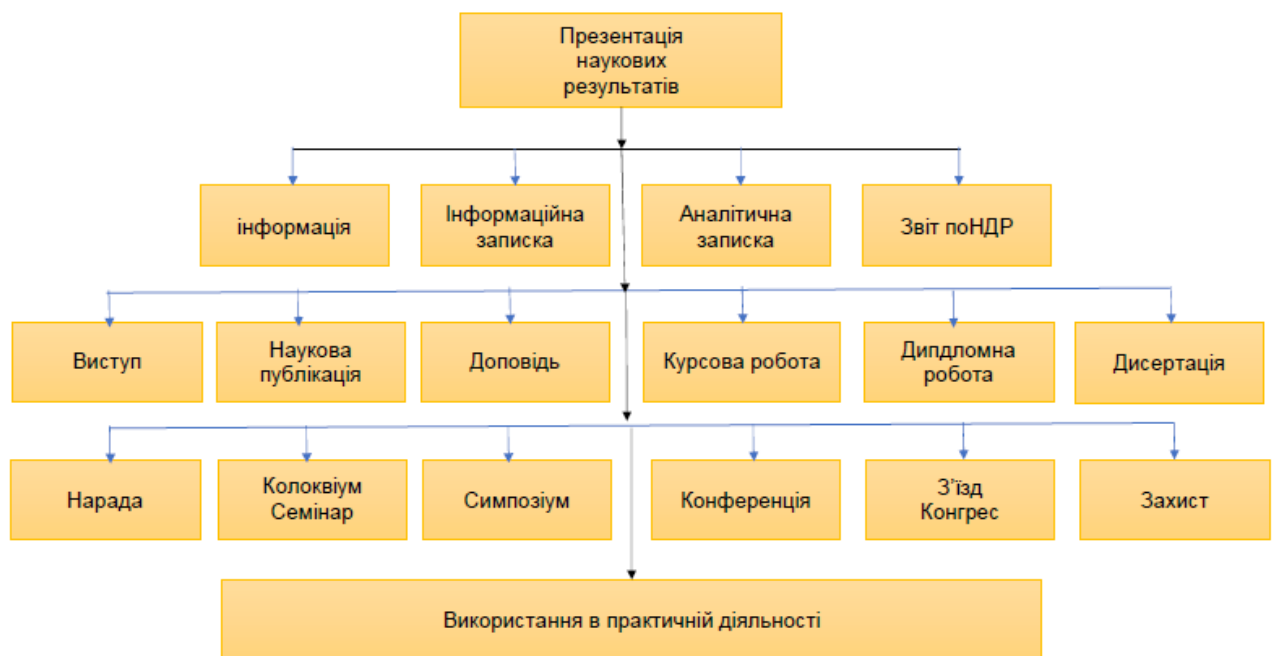 Презентація
наукових
результатів
інформація
Інформаційна
записка
Аналітична
записка
Звіт поНДР
Виступ
Наукова
публікація
Доповідь
Курсова робота
Дипдломна
робота
Дисертація
Нарада
Колоквіум
Семінар
Симпозіум
Конференція
З’їзд
Конгрес
Захист
Використання в практичній діяльності